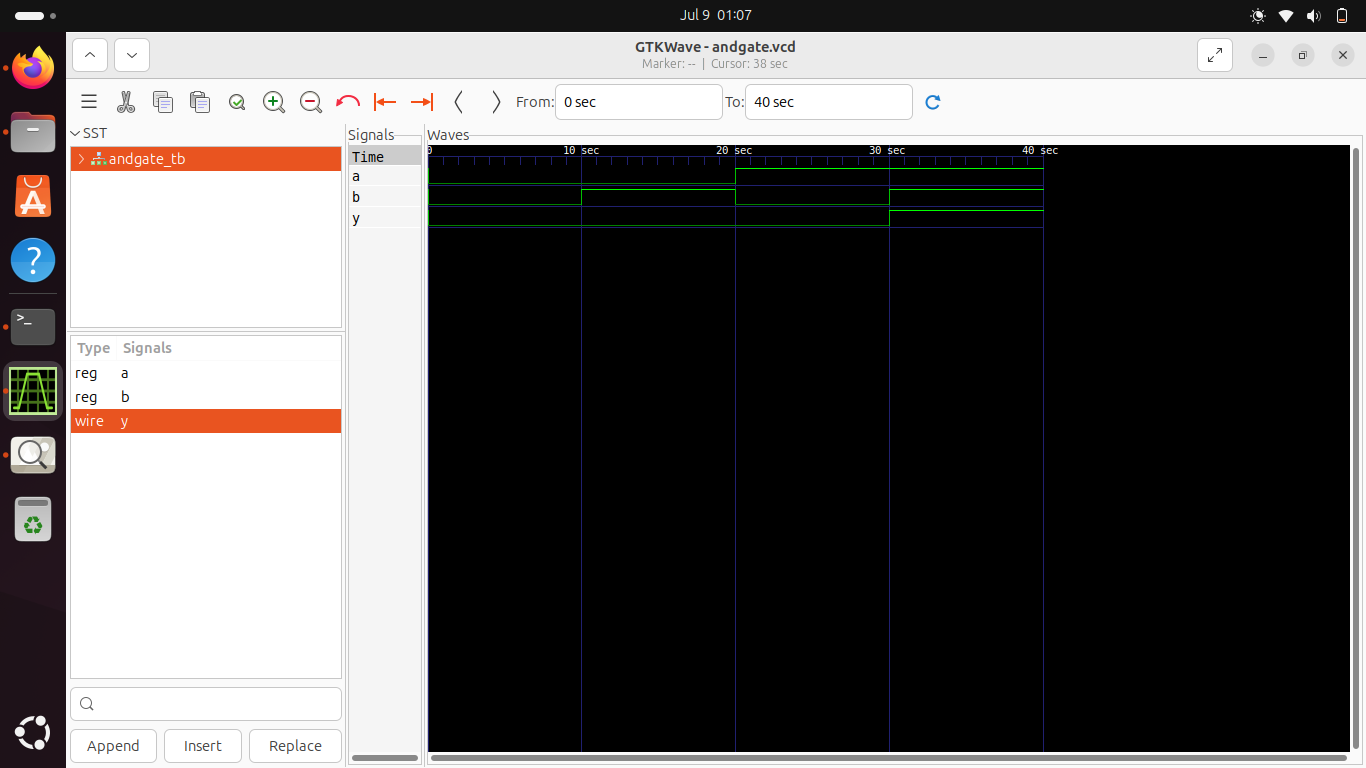 Jul 9 01:07
GTKWave - andgate.vcd
Marker: -- | Cursor: 38 sec
From: 0 sec To: 40 sec
SST
andgate_tb
Type Signals
reg a
reg b
wire y
Append Insert Replace
Signals
Time
a
b
y
Waves
0 10 sec 20 sec 30 sec 40 sec